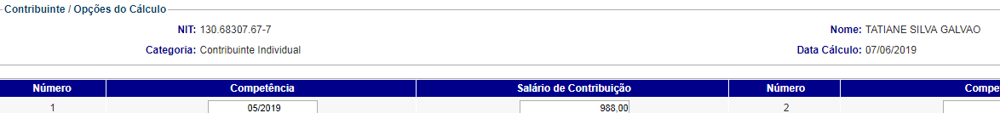 Contribuinte / Opções do Cálculo
NIT: 130.68307.67-7 Nome: TATIANE SILVA GALVAO
Categoria: Contribuinte Individual Data Cálculo: 07/06/2019
Número Competência Salário de Contribuição Número Compe
1 05/2019 988,00 2